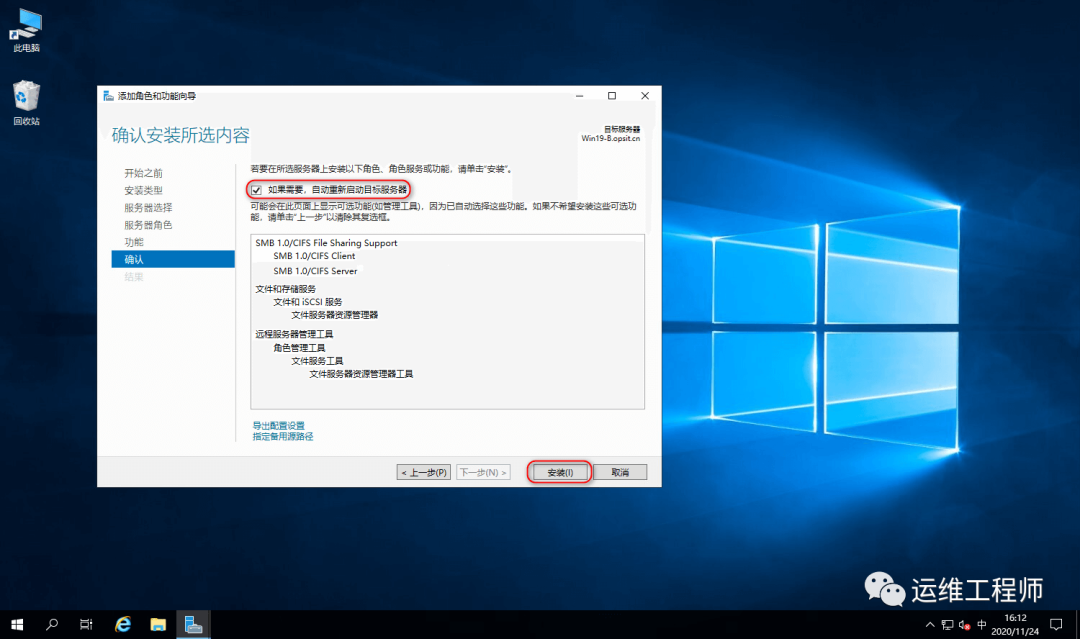 此电脑
回收站
添加角色和功能向导
确认安装所选内容
目标服务器
Win19-B.opsit.cn
开始之前
安装类型
服务器选择
服务器角色
功能
确认
结果
若要在所选服务器上安装以下角色、角色服务或功能，请单击“安装”。
如果需要，自动重新启动目标服务器
可能会在此页面上显示可选功能(如管理工具)，因为已自动选择这些功能。如果不希望安装这些可选功
能，请单击“上一步”以清除其复选框。
SMB 1.0/CIFS File Sharing Support
SMB 1.0/CIFS Client
SMB 1.0/CIFS Server
文件和存储服务
文件和 iSCSI 服务
文件服务器资源管理器
远程服务器管理工具
角色管理工具
文件服务工具
文件服务器资源管理器工具
导出配置设置
指定备用源路径
< 上一步(P)
下一步(N) >
安装(I)
取消
运维工程师
中
16:12
2020/11/24